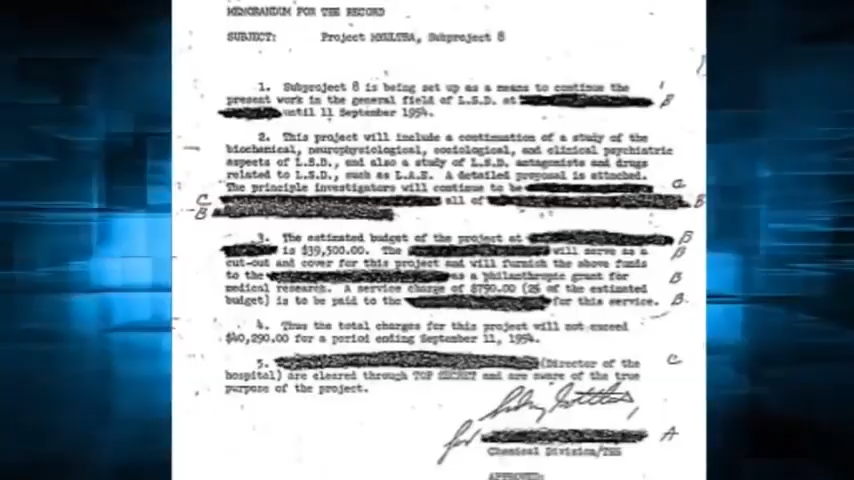 MEMORANDUM FOR THE RECORD
SUBJECT: Project MKULTRA, Subproject 8
1. Subproject 8 is being set up as a means to continue the
present work in the general field of L.S.D. at B
until 11 September 1954.
2. This project will include a continuation of a study of the
biochemical, neurophysiological, sociological, and clinical psychiatric
aspects of L.S.D., and also a study of L.S.D. antagonists and drugs
related to L.S.D., such as L.A.E. A detailed proposal is attached.
The principle investigators will continue to be C
C all of B
B
3. The estimated budget of the project at B
is $39,500.00. The will serve as a B
cut-out and cover for this project and will furnish the above funds
to the as a philanthropic grant for B
medical research. A service charge of $790.00 (2% of the estimated
budget) is to be paid to the for this service. B
4. Thus the total charges for this project will not exceed
$40,290.00 for a period ending September 11, 1954.
5. (Director of the C
hospital) are cleared through TOP SECRET and are aware of the true
purpose of the project.
Sidney Gottlieb
for A
Chemical Division/TSS
APPROVED: